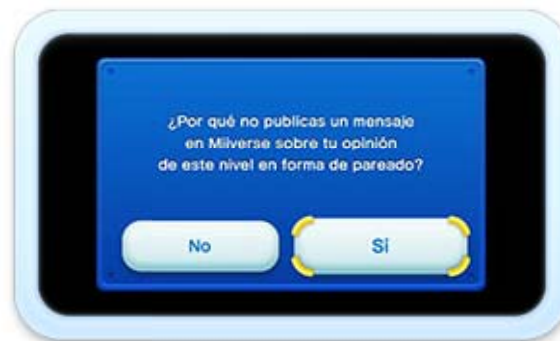 ¿Por qué no publicas un mensaje
en Miiverse sobre tu opinión
de este nivel en forma de pareado?
No
Sí